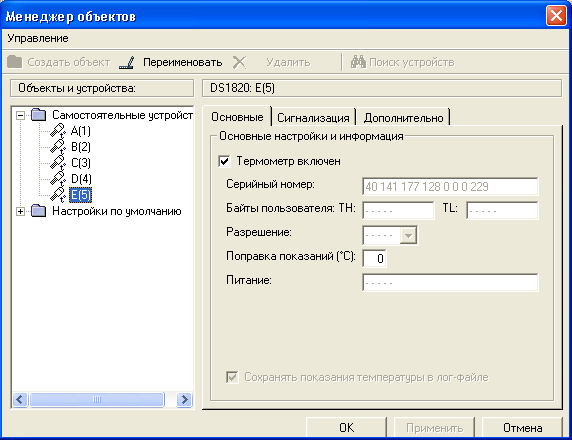 Менеджер объектов
Управление
Создать объект Переименовать Удалить Поиск устройств
Объекты и устройства:
DS1820: E(5)
Самостоятельные устройст
A(1)
B(2)
C(3)
D(4)
E(5)
Настройки по умолчанию
Основные Сигнализация Дополнительно
Основные настройки и информация
Термометр включен
Серийный номер: 40 141 177 128 0 0 0 229
Байты пользователя: TH: - - - - - TL: - - - - -
Разрешение: - - - - -
Поправка показаний (°C): 0
Питание: - - - - -
Сохранять показания температуры в лог-файле
OK Применить Отмена